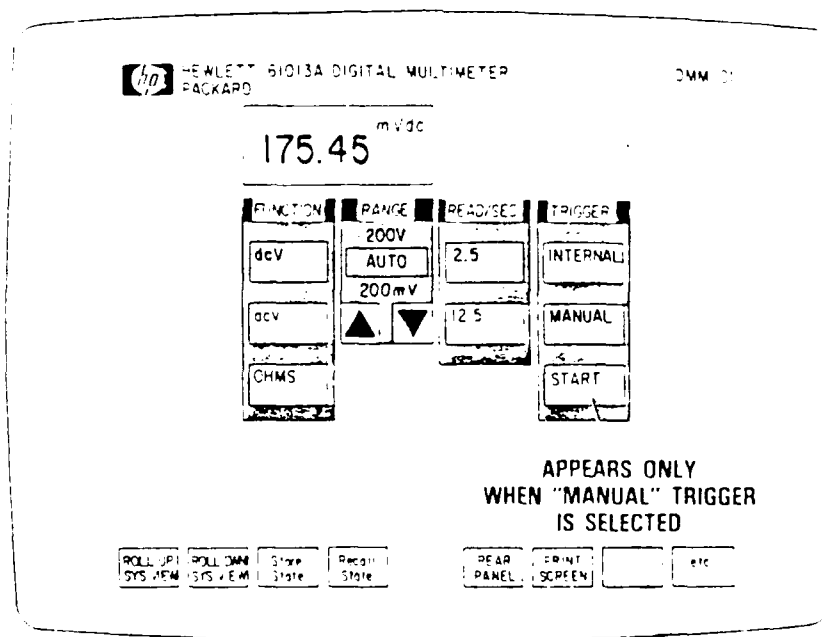 hp HEWLETT 61013A DIGITAL MULTIMETER
PACKARD
DMM
175.45 mVdc
FUNCTION
dcV
acV
OHMS
RANGE
200V
AUTO
200mV
READ/SEC
2.5
12.5
TRIGGER
INTERNAL
MANUAL
START
APPEARS ONLY
WHEN "MANUAL" TRIGGER
IS SELECTED
ROLL UP
SYS VIEW
ROLL DWN
SYS VIEW
Store
State
Recall
State
REAR
PANEL
PRINT
SCREEN
etc